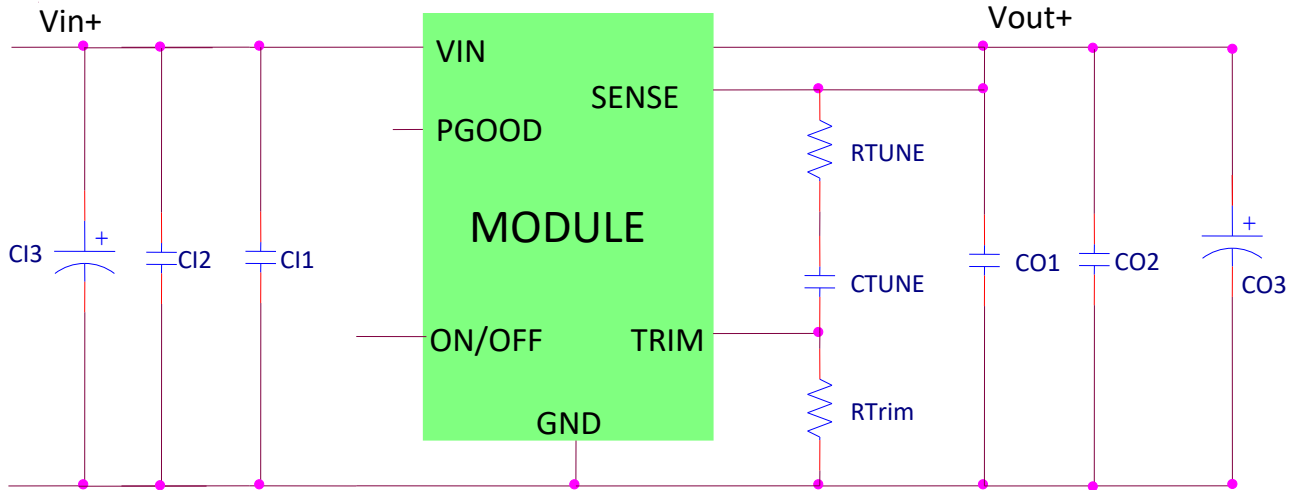 Vin+
Vout+
VIN
SENSE
PGOOD
RTUNE
MODULE
+
+
CI3
CI2
CI1
CO1
CO2
CO3
CTUNE
ON/OFF
TRIM
RTrim
GND